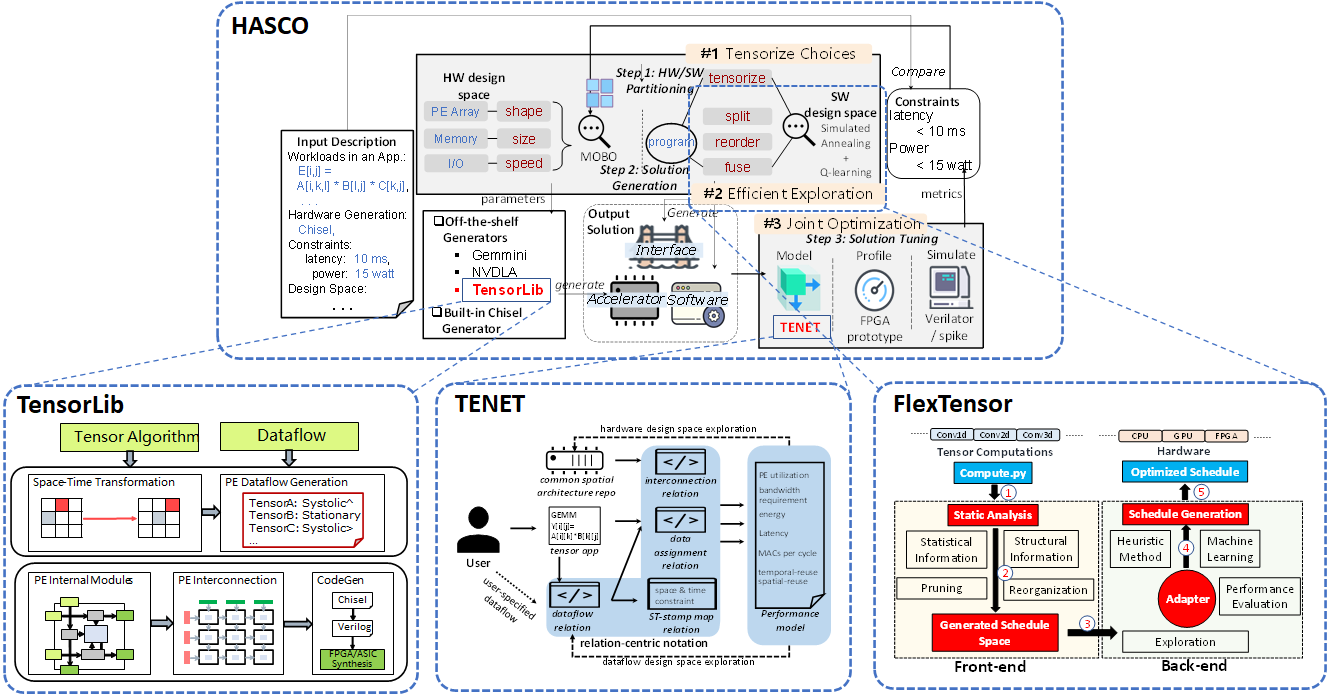 HASCO
Input Description
Workloads in an App.:
E[i,j] =
A[i,k,l] * B[l,j] * C[k,j],
. . .
Hardware Generation:
Chisel,
Constraints:
latency: 10 ms,
power: 15 watt
Design Space:
. . .
HW design
space
PE Array
shape
Memory
size
I/O
speed
MOBO
Step 1: HW/SW
Partitioning
#1 Tensorize Choices
tensorize
program
split
reorder
fuse
SW
design space
Simulated
Annealing
+
Q-learning
Step 2: Solution
Generation
#2 Efficient Exploration
Compare
Constraints
latency
< 10 ms
Power
< 15 watt
metrics
parameters
❑Off-the-shelf
Generators
▪ Gemmini
▪ NVDLA
▪ TensorLib
❑Built-in Chisel
Generator
generate
Output
Solution
Generate
Interface
Accelerator
Software
#3 Joint Optimization
Step 3: Solution Tuning
Model
TENET
Profile
FPGA
prototype
Simulate
Verilator
/ spike
TensorLib
Tensor Algorithm
Dataflow
Space-Time Transformation
PE Dataflow Generation
TensorA: Systolic^
TensorB: Stationary
TensorC: Systolic>
...
PE Internal Modules
PE Interconnection
CodeGen
Chisel
Verilog
FPGA/ASIC
Synthesis
TENET
hardware design space exploration
common spatial
architecture repo
</>
interconnection
relation
User
GEMM
Y[i][j]=
A[i][k]*B[k][j]
tensor app
</>
data
assignment
relation
user-specified
dataflow
</>
dataflow
relation
space & time
constraint
ST-stamp map
relation
PE utilization
bandwidth
requirement
energy
Latency
MACs per cycle
temporal-reuse
spatial-reuse
Performance
model
relation-centric notation
dataflow design space exploration
FlexTensor
Conv1d
Conv2d
Conv3d
Tensor Computations
Compute.py
1
Static Analysis
Statistical
Information
Structural
Information
2
Pruning
Reorganization
Generated Schedule
Space
Front-end
3
CPU
GPU
FPGA
Hardware
Optimized Schedule
5
Schedule Generation
Heuristic
Method
4
Machine
Learning
Adapter
Performance
Evaluation
Exploration
Back-end